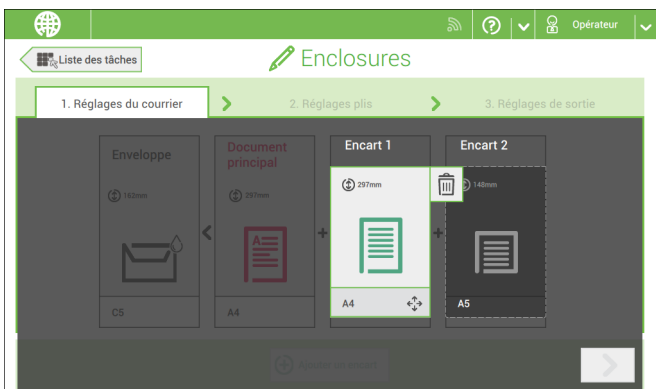 Opérateur
Liste des tâches
Enclosures
1. Réglages du courrier
2. Réglages plis
3. Réglages de sortie
Enveloppe
162mm
C5
Document
principal
297mm
A
A4
Encart 1
297mm
A4
Encart 2
148mm
A5
Ajouter un encart